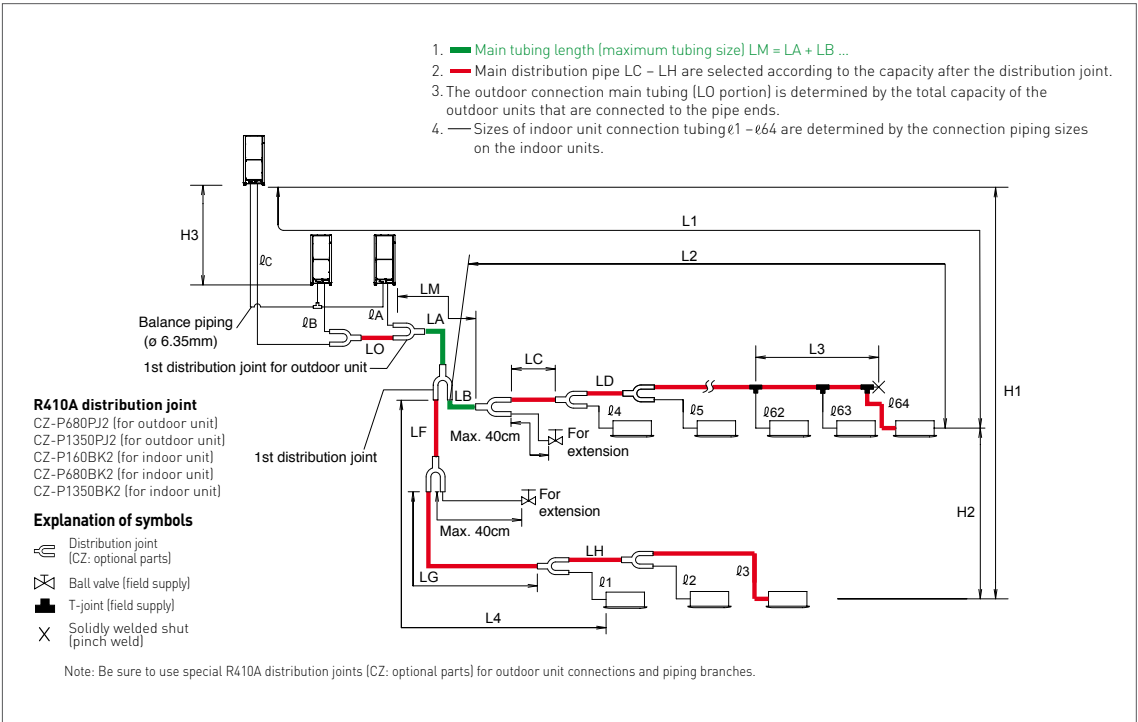 1. Main tubing length (maximum tubing size) LM = LA + LB ...
2. Main distribution pipe LC – LH are selected according to the capacity after the distribution joint.
3. The outdoor connection main tubing (LO portion) is determined by the total capacity of the
outdoor units that are connected to the pipe ends.
4. Sizes of indoor unit connection tubing ℓ1 – ℓ64 are determined by the connection piping sizes
on the indoor units.
H3
ℓC
L1
L2
LM
ℓB
ℓA
LA
Balance piping
(ø 6.35mm)
LO
1st distribution joint for outdoor unit
LC
L3
LB
LD
H1
ℓ4
ℓ5
ℓ62
ℓ63
ℓ64
Max. 40cm
For
extension
LF
1st distribution joint
R410A distribution joint
CZ-P680PJ2 (for outdoor unit)
CZ-P1350PJ2 (for outdoor unit)
CZ-P160BK2 (for indoor unit)
CZ-P680BK2 (for indoor unit)
CZ-P1350BK2 (for indoor unit)
For
extension
Max. 40cm
H2
Explanation of symbols
Distribution joint
(CZ: optional parts)
Ball valve (field supply)
T-joint (field supply)
Solidly welded shut
(pinch weld)
LG
LH
ℓ1
ℓ2
ℓ3
L4
Note: Be sure to use special R410A distribution joints (CZ: optional parts) for outdoor unit connections and piping branches.